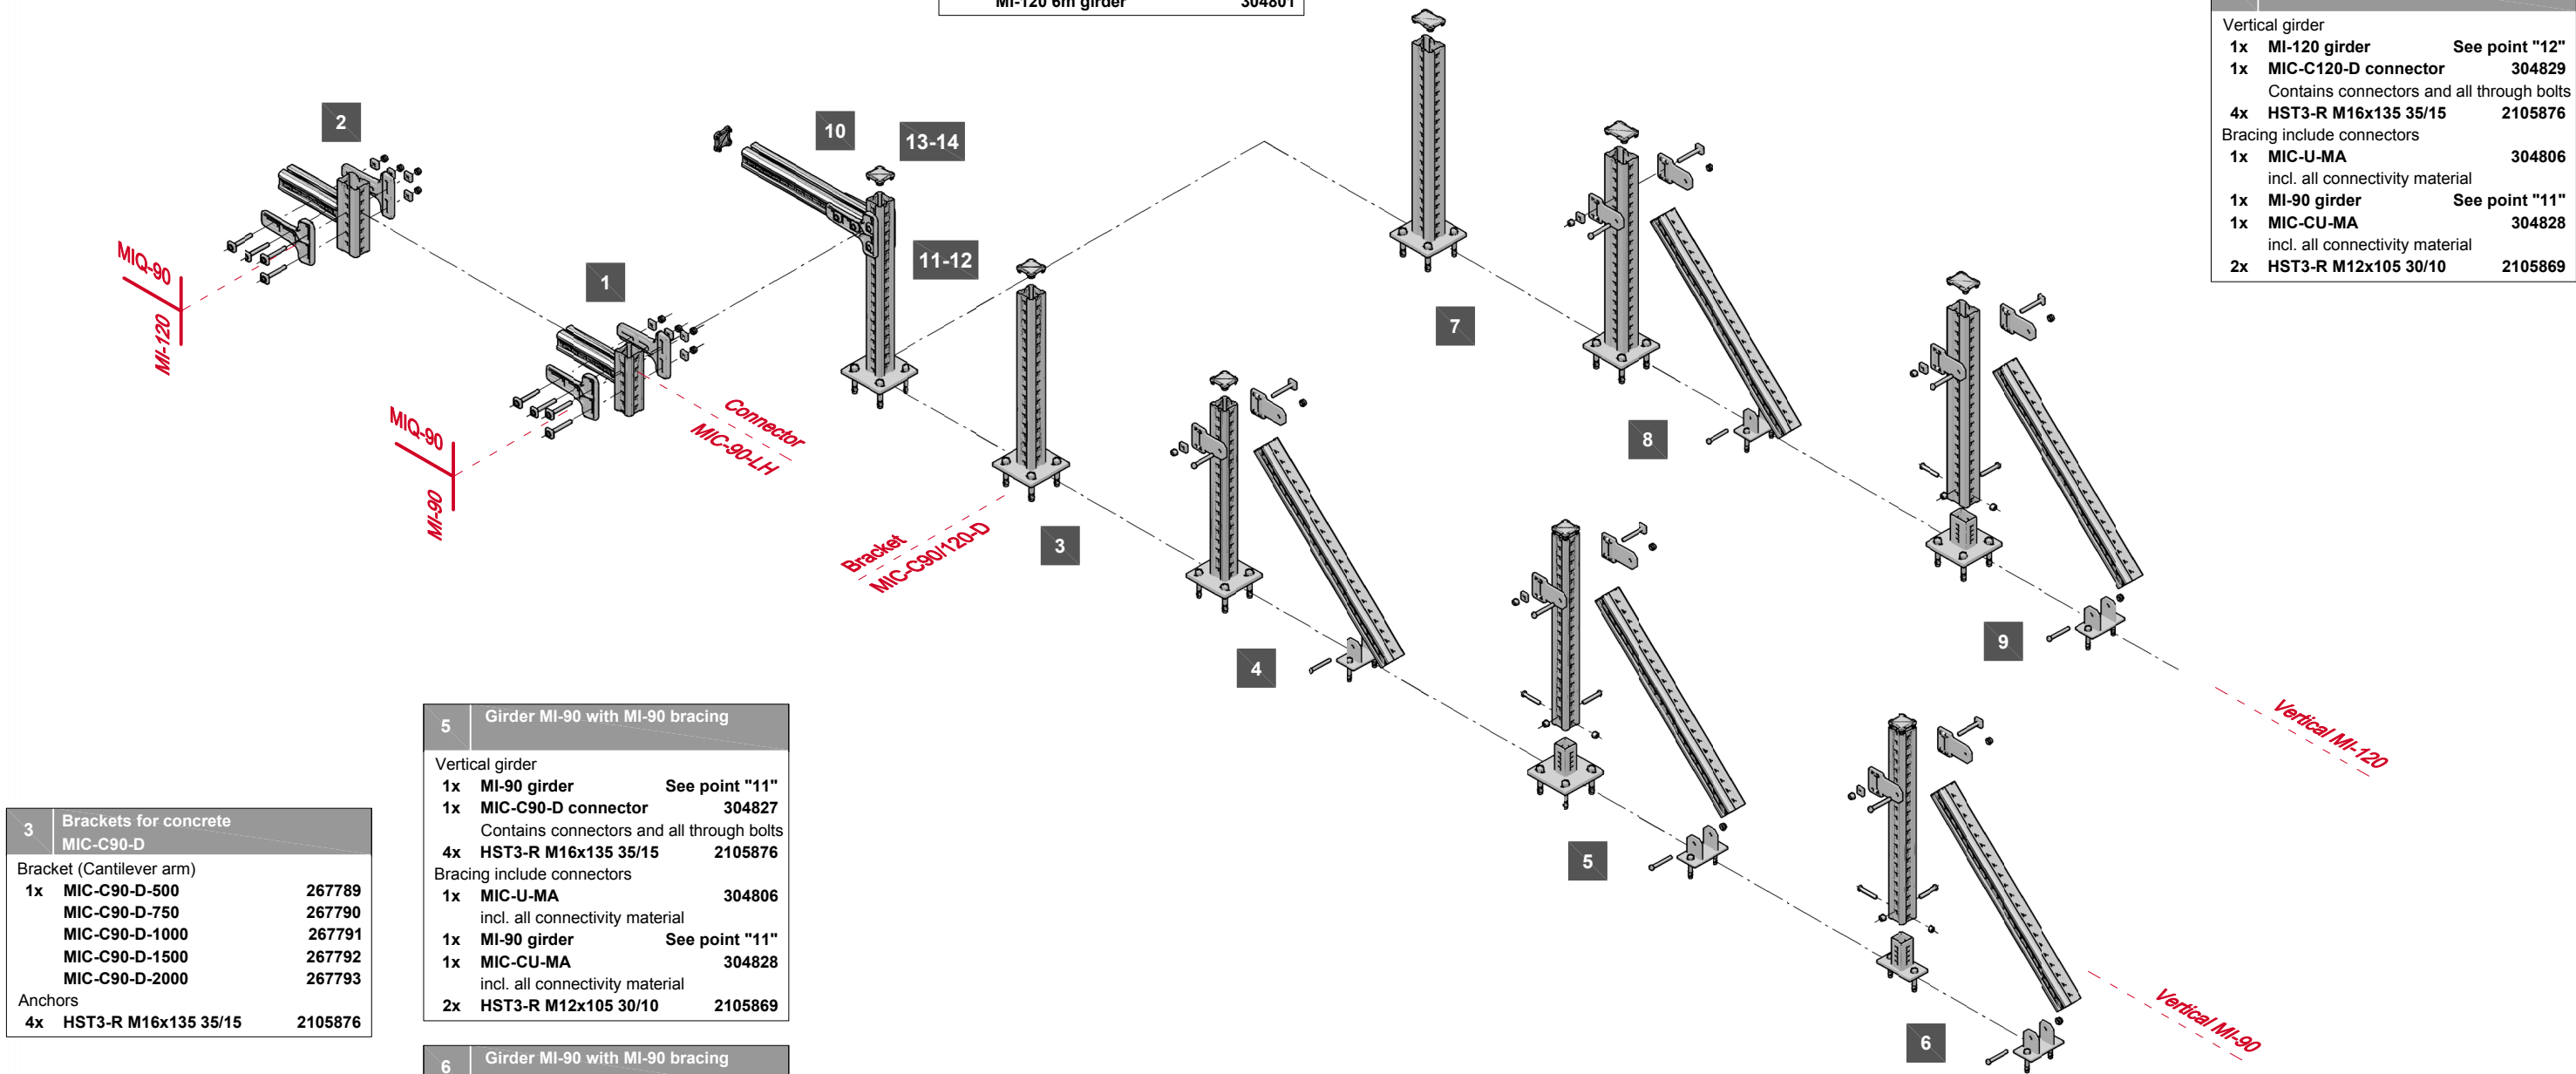 MI-120 6m girder 304801
Vertical girder
1x MI-120 girder See point "12"
1x MIC-C120-D connector 304829
Contains connectors and all through bolts
4x HST3-R M16x135 35/15 2105876
Bracing include connectors
1x MIC-U-MA 304806
incl. all connectivity material
1x MI-90 girder See point "11"
1x MIC-CU-MA 304828
incl. all connectivity material
2x HST3-R M12x105 30/10 2105869
2
10
13-14
11-12
1
7
8
3
4
9
5
6
MIQ-90
MI-120
MIQ-90
MI-90
Connector
MIC-90-LH
Bracket
MIC-C90/120-D
Vertical MI-120
Vertical MI-90
3 Brackets for concrete
MIC-C90-D
Bracket (Cantilever arm)
1x MIC-C90-D-500 267789
MIC-C90-D-750 267790
MIC-C90-D-1000 267791
MIC-C90-D-1500 267792
MIC-C90-D-2000 267793
Anchors
4x HST3-R M16x135 35/15 2105876
5 Girder MI-90 with MI-90 bracing
Vertical girder
1x MI-90 girder See point "11"
1x MIC-C90-D connector 304827
Contains connectors and all through bolts
4x HST3-R M16x135 35/15 2105876
Bracing include connectors
1x MIC-U-MA 304806
incl. all connectivity material
1x MI-90 girder See point "11"
1x MIC-CU-MA 304828
incl. all connectivity material
2x HST3-R M12x105 30/10 2105869
6 Girder MI-90 with MI-90 bracing